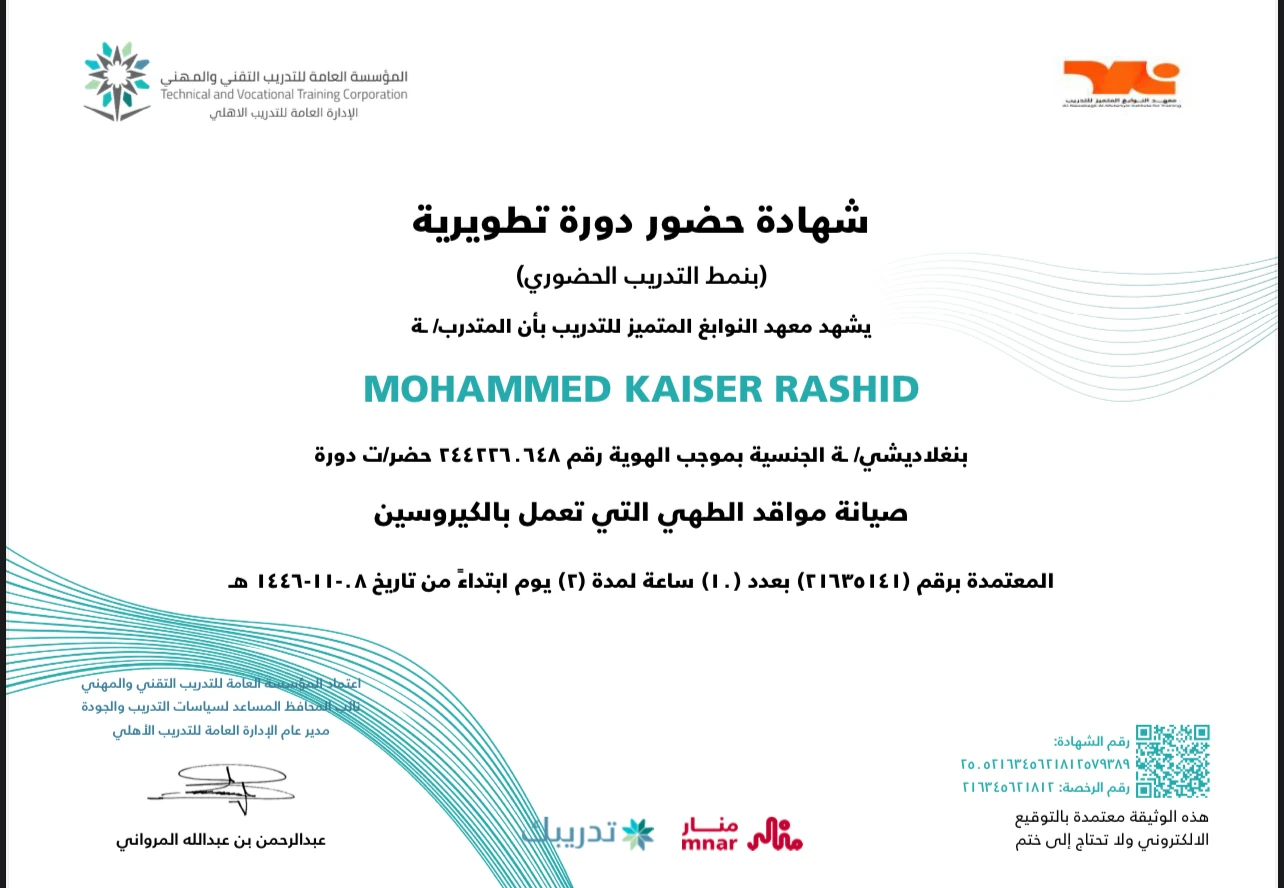 المؤسسة العامة للتدريب التقني والمهني
Technical and Vocational Training Corporation
الإدارة العامة للتدريب الاهلي
معهد النوابغ المتميز للتدريب
شهادة حضور دورة تطويرية
(بنمط التدريب الحضوري)
يشهد معهد النوابغ المتميز للتدريب بأن المتدرب/ ـة
MOHAMMED KAISER RASHID
بنغلاديشي/ ـة الجنسية بموجب الهوية رقم ٢٤٤٢٢٦٠٦٤٨ حضر/ت دورة
صيانة مواقد الطهي التي تعمل بالكيروسين
المعتمدة برقم (٢١٦٣٥١٤١) بعدد (١٠) ساعة لمدة (٢) يوم ابتداءً من تاريخ ٠٨-١١-١٤٤٦ هـ
اعتماد المؤسسة العامة للتدريب التقني والمهني
نائب المحافظ المساعد لسياسات التدريب والجودة
مدير عام الإدارة العامة للتدريب الأهلي
عبدالرحمن بن عبدالله المرواني
تدريبك
منار
mnar
رقم الشهادة:
٢٥٠٥٢١٦٣٤٥٦٢١٨١٢٥٧٩٣٨٩
رقم الرخصة: ٢١٦٣٤٥٦٢١٨١٢
هذه الوثيقة معتمدة بالتوقيع
الالكتروني ولا تحتاج إلى ختم